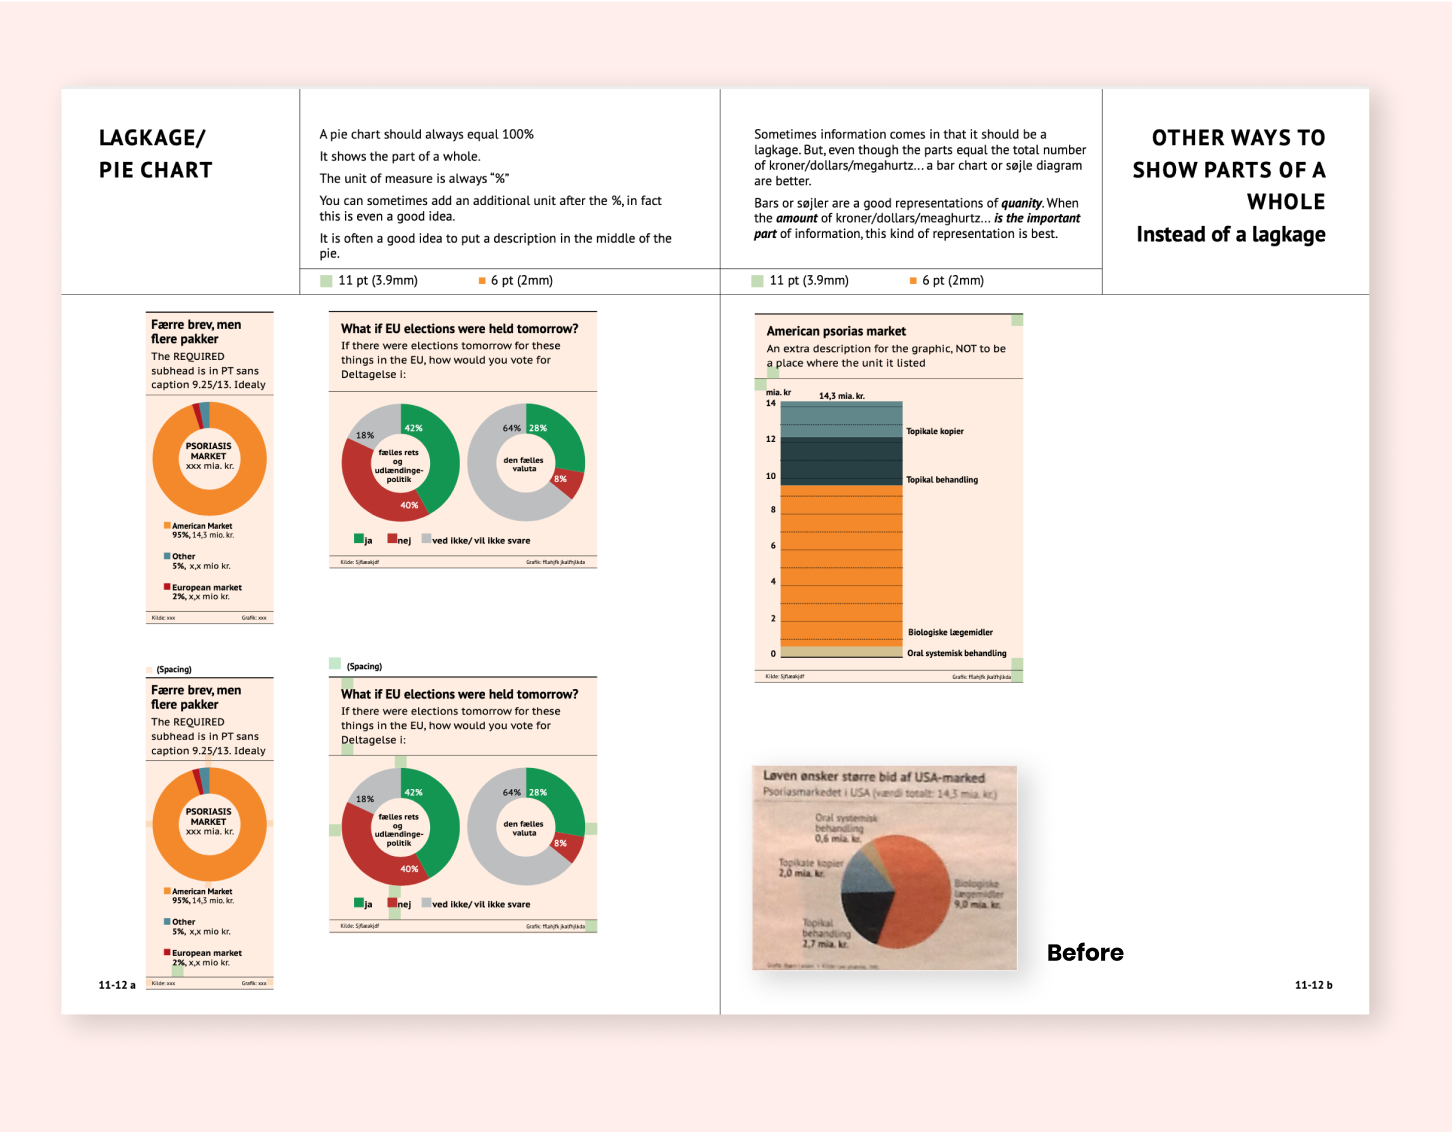 LAGKAGE/
PIE CHART
A pie chart should always equal 100%
It shows the part of a whole.
The unit of measure is always “%”
You can sometimes add an additional unit after the %, in fact
this is even a good idea.
It is often a good idea to put a description in the middle of the
pie.
11 pt (3.9mm)
6 pt (2mm)
Sometimes information comes in that it should be a
lagkage. But, even though the parts equal the total number
of kroner/dollars/megahurtz... a bar chart or søjle diagram
are better.
Bars or søjler are a good representations of quanity. When
the amount of kroner/dollars/meaghurtz... is the important
part of information, this kind of representation is best.
11 pt (3.9mm)
6 pt (2mm)
OTHER WAYS TO
SHOW PARTS OF A
WHOLE
Instead of a lagkage
Færre brev, men
flere pakker
The REQUIRED
subhead is in PT sans
caption 9.25/13. Idealy
PSORIASIS
MARKET
xxx mia. kr.
American Market
95%, 14,3 mio. kr.
Other
5%, x,x mio kr.
European market
2%, x,x mio kr.
Kilde: xxx
Grafik: xxx
What if EU elections were held tomorrow?
If there were elections tomorrow for these
things in the EU, how would you vote for
Deltagelse i:
18%
42%
fælles rets
og
udlændinge-
politik
40%
64%
28%
den fælles
valuta
8%
ja
nej
ved ikke/ vil ikke svare
Kilde: Sjflæakjdf
Grafik: fflahjfk jkalfhjlkda
(Spacing)
Færre brev, men
flere pakker
The REQUIRED
subhead is in PT sans
caption 9.25/13. Idealy
PSORIASIS
MARKET
xxx mia. kr.
American Market
95%, 14,3 mio. kr.
Other
5%, x,x mio kr.
European market
2%, x,x mio kr.
Kilde: xxx
Grafik: xxx
11-12 a
(Spacing)
What if EU elections were held tomorrow?
If there were elections tomorrow for these
things in the EU, how would you vote for
Deltagelse i:
18%
42%
fælles rets
og
udlændinge-
politik
40%
64%
28%
den fælles
valuta
8%
ja
nej
ved ikke/ vil ikke svare
Kilde: Sjflæakjdf
Grafik: fflahjfk jkalfhjlkda
American psorias market
An extra description for the graphic, NOT to be
a place where the unit it listed
mia. kr
14,3 mia. kr.
14
12
10
8
6
4
2
0
Topikale kopier
Topikal behandling
Biologiske lægemidler
Oral systemisk behandling
Kilde: Sjflæakjdf
Grafik: fflahjfk jkalfhjlkda
Løven ønsker større bid af USA-marked
Psoriasmarkedet i USA (værdi totalt: 14,3 mia. kr.)
Oral systemisk
behandling
0,6 mia. kr.
Topikale kopier
2,0 mia. kr.
Biologiske
lægemidler
9,0 mia. kr.
Topikal
behandling
2,7 mia. kr.
Before
11-12 b